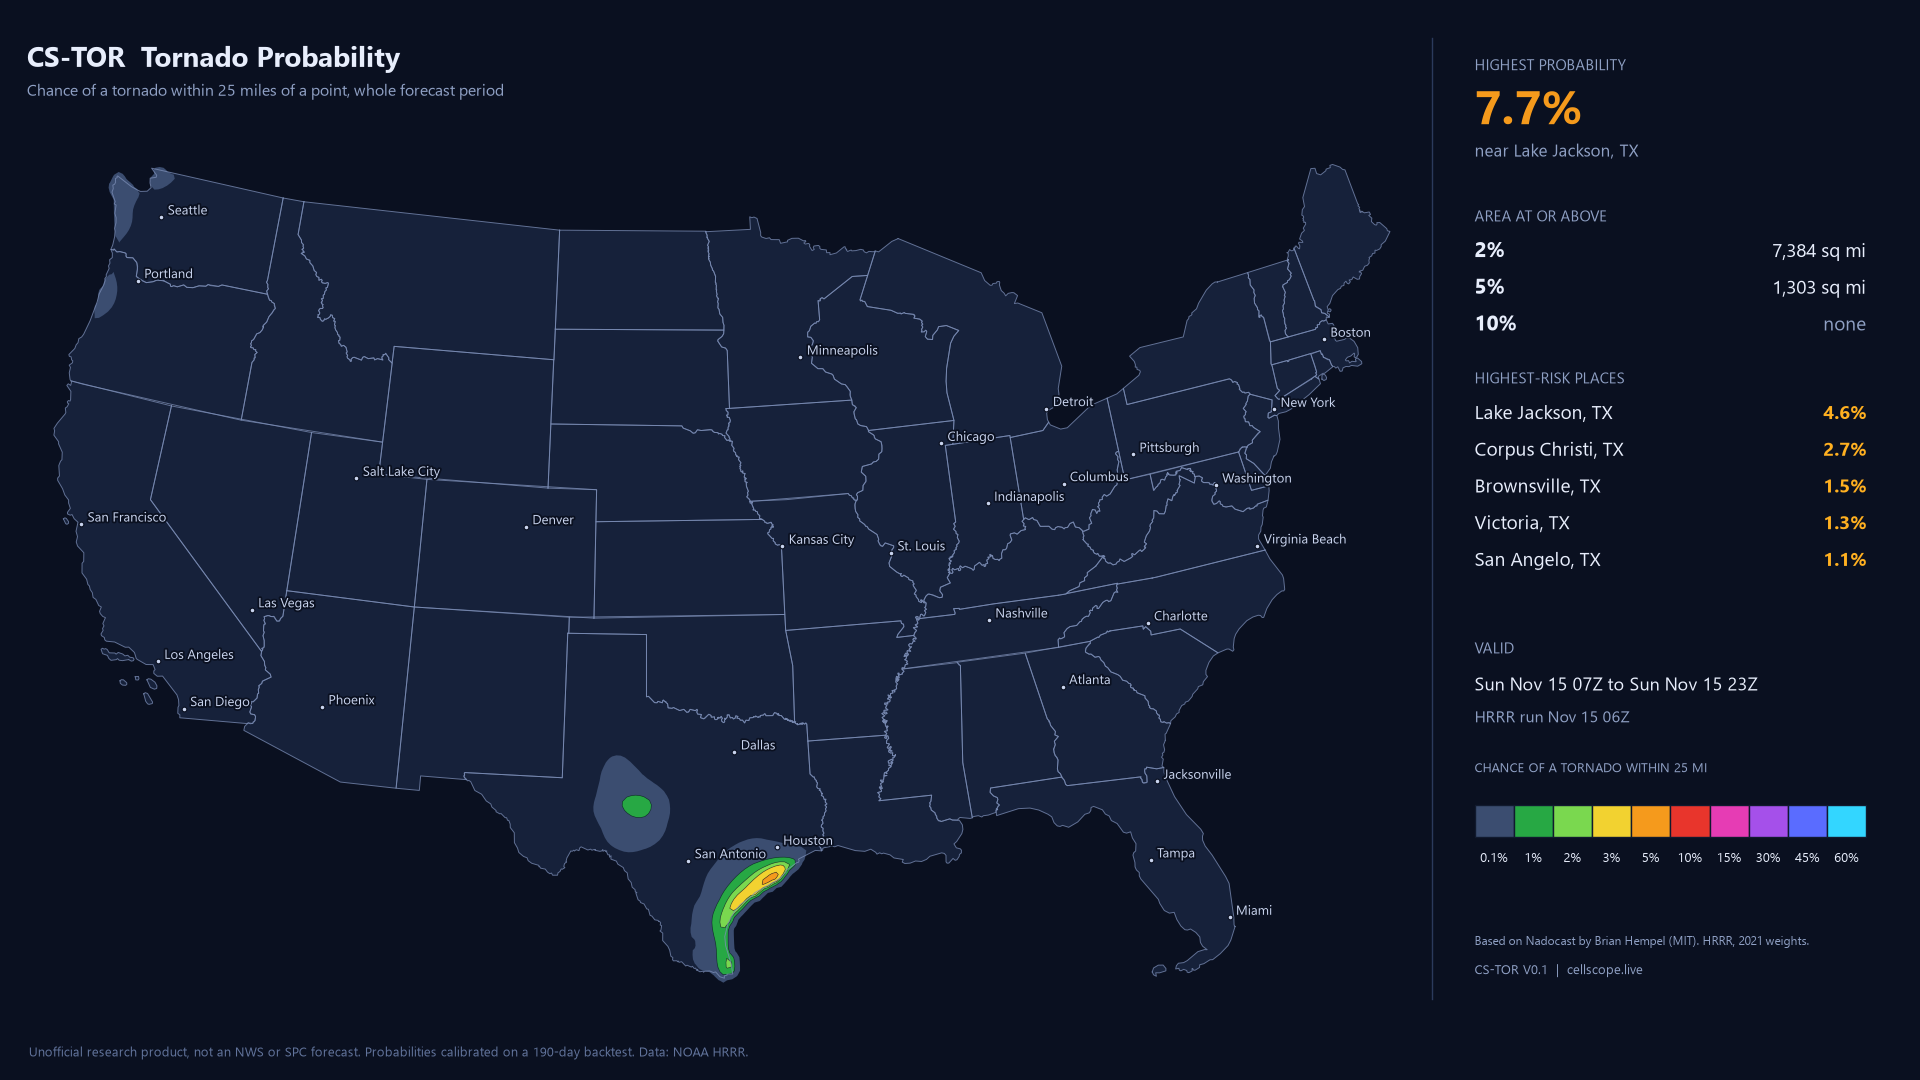 CS-TOR  Tornado Probability
Chance of a tornado within 25 miles of a point, whole forecast period
Seattle
Portland
Minneapolis
Boston
Detroit
New York
Chicago
Pittsburgh
Salt Lake City
Columbus
Washington
Indianapolis
San Francisco
Denver
Kansas City
St. Louis
Virginia Beach
Las Vegas
Nashville
Charlotte
Los Angeles
Atlanta
San Diego
Phoenix
Dallas
Jacksonville
Houston
San Antonio
Tampa
Miami
HIGHEST PROBABILITY
7.7%
near Lake Jackson, TX
AREA AT OR ABOVE
2% 7,384 sq mi
5% 1,303 sq mi
10% none
HIGHEST-RISK PLACES
Lake Jackson, TX 4.6%
Corpus Christi, TX 2.7%
Brownsville, TX 1.5%
Victoria, TX 1.3%
San Angelo, TX 1.1%
VALID
Sun Nov 15 07Z to Sun Nov 15 23Z
HRRR run Nov 15 06Z
CHANCE OF A TORNADO WITHIN 25 MI
0.1% 1% 2% 3% 5% 10% 15% 30% 45% 60%
Based on Nadocast by Brian Hempel (MIT). HRRR, 2021 weights.
CS-TOR V0.1 | cellscope.live
Unofficial research product, not an NWS or SPC forecast. Probabilities calibrated on a 190-day backtest. Data: NOAA HRRR.